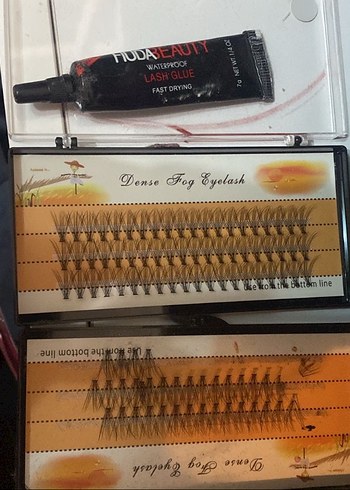 HUDABEAUTY
WATERPROOF
LASH GLUE
FAST DRYING
Dense Fog Eyelash
Use from the bottom line
Use from the bottom line
Dense Fog Eyelash